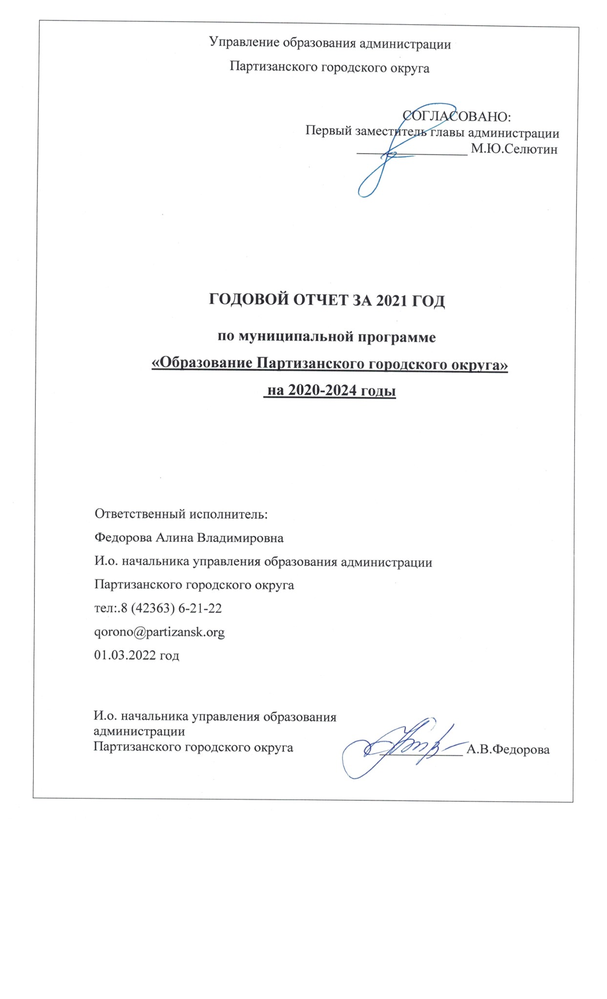 Управление образования администрации
Партизанского городского округа
СОГЛАСОВАНО:
Первый заместитель главы администрации
________________ М.Ю.Селютин
ГОДОВОЙ ОТЧЕТ ЗА 2021 ГОД
по муниципальной программе
«Образование Партизанского городского округа»
на 2020-2024 годы
Ответственный исполнитель:
Федорова Алина Владимировна
И.о. начальника управления образования администрации
Партизанского городского округа
тел:.8 (42363) 6-21-22
qorono@partizansk.org
01.03.2022 год
И.о. начальника управления образования
администрации
Партизанского городского округа ____________ А.В.Федорова